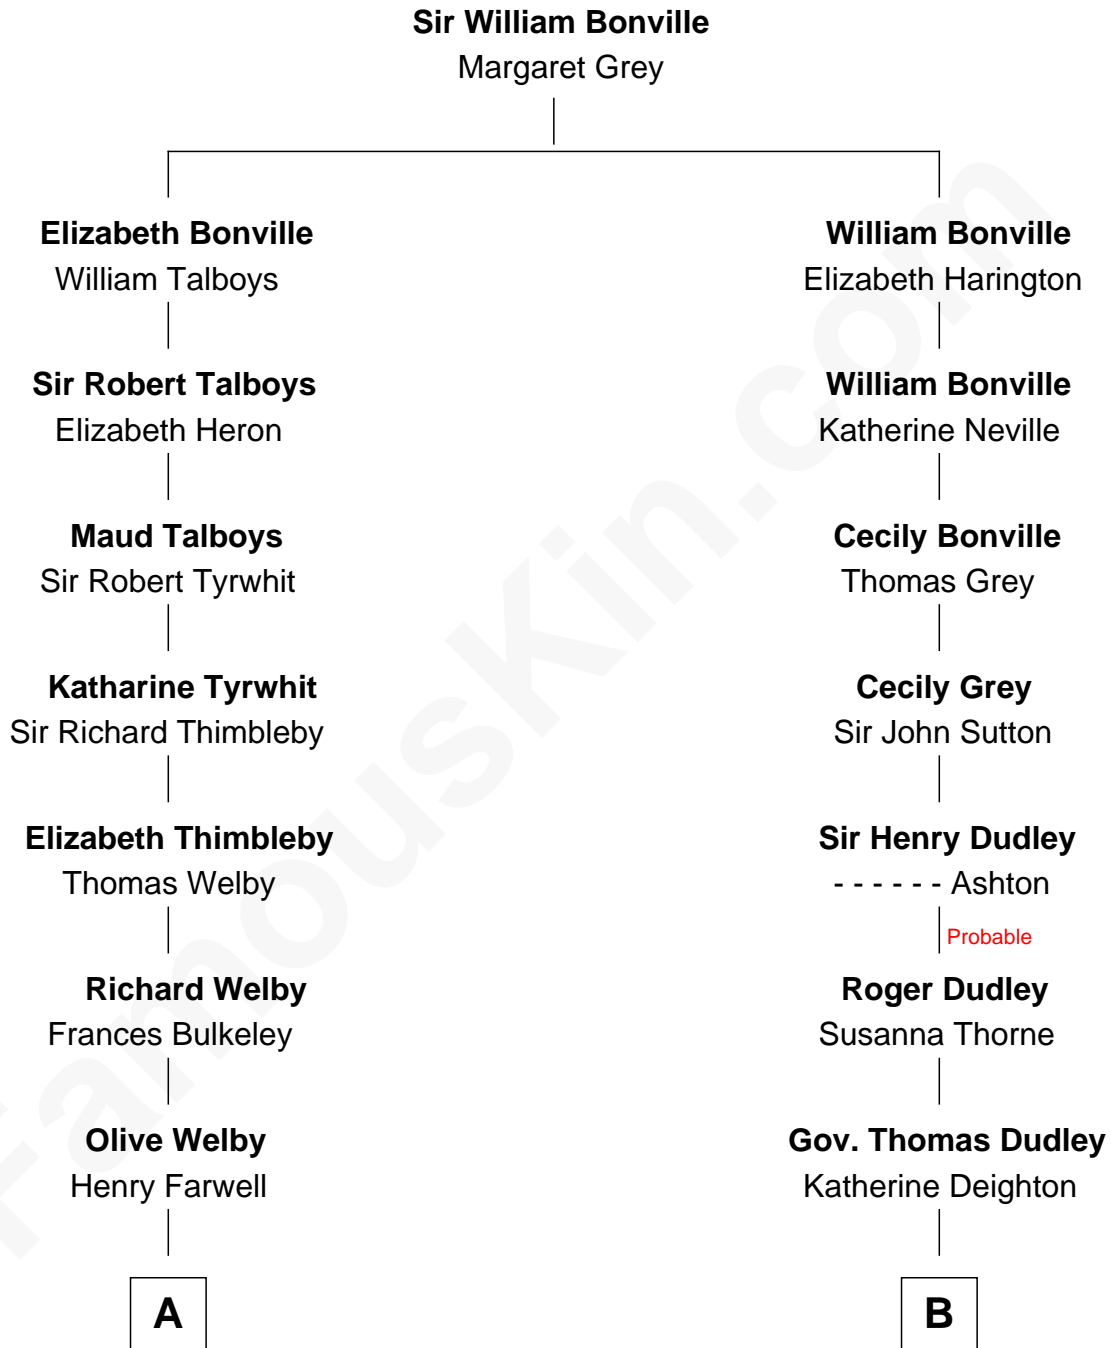 Sir William Bonville
Margaret Grey
Elizabeth Bonville
William Talboys
William Bonville
Elizabeth Harington
Sir Robert Talboys
Elizabeth Heron
William Bonville
Katherine Neville
Maud Talboys
Sir Robert Tyrwhit
Cecily Bonville
Thomas Grey
Katharine Tyrwhit
Sir Richard Thimbleby
Cecily Grey
Sir John Sutton
Elizabeth Thimbleby
Thomas Welby
Sir Henry Dudley
- - - - - - Ashton
Probable
Richard Welby
Frances Bulkeley
Roger Dudley
Susanna Thorne
Olive Welby
Henry Farwell
Gov. Thomas Dudley
Katherine Deighton
A
B
FamousKin.com